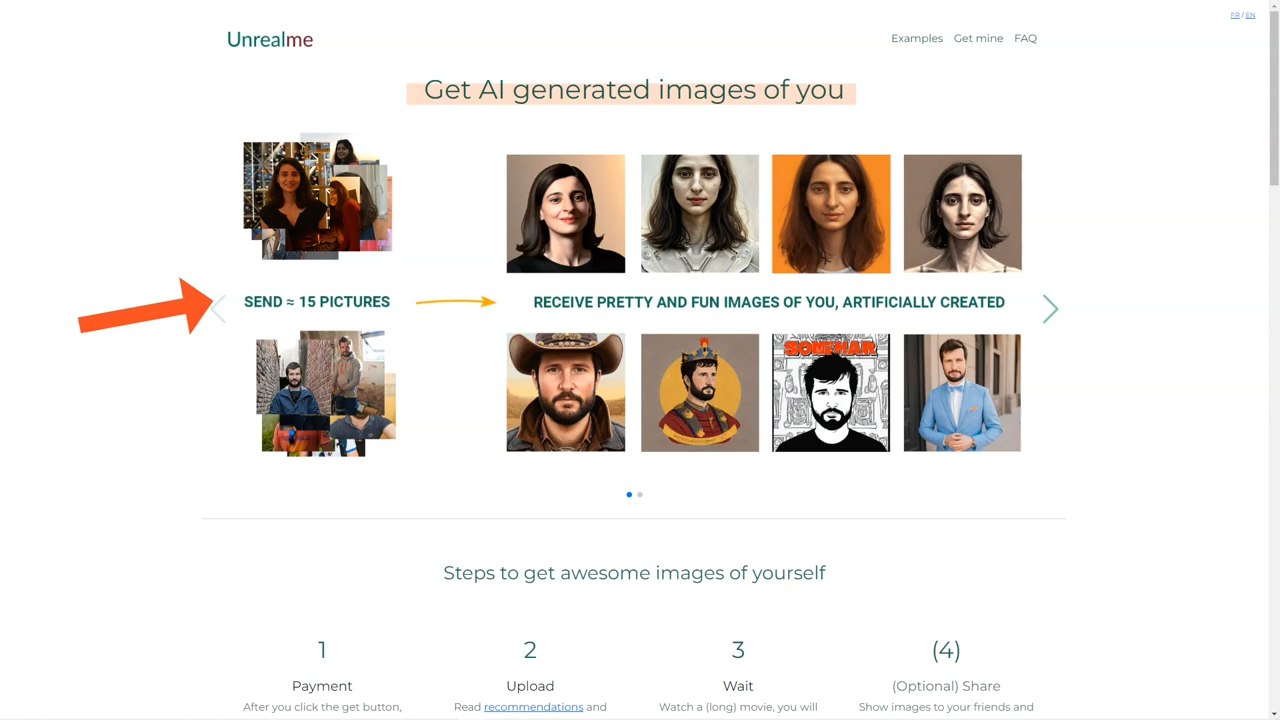 FR / EN
Unrealme
Examples Get mine FAQ
Get AI generated images of you
SEND ≈ 15 PICTURES
RECEIVE PRETTY AND FUN IMAGES OF YOU, ARTIFICIALLY CREATED
Steps to get awesome images of yourself
1
Payment
After you click the get button,
2
Upload
Read recommendations and
3
Wait
Watch a (long) movie, you will
(4)
(Optional) Share
Show images to your friends and